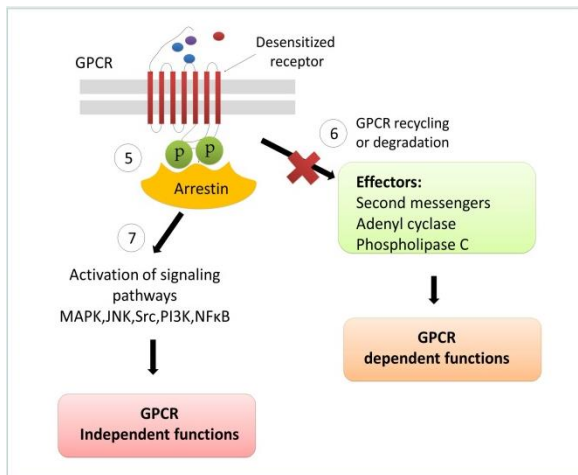 GPCR
Desensitized
receptor
5
P
P
Arrestin
6
GPCR recycling
or degradation
Effectors:
Second messengers
Adenyl cyclase
Phospholipase C
7
Activation of signaling
pathways
MAPK,JNK,Src,PI3K,NFκB
GPCR
dependent functions
GPCR
Independent functions